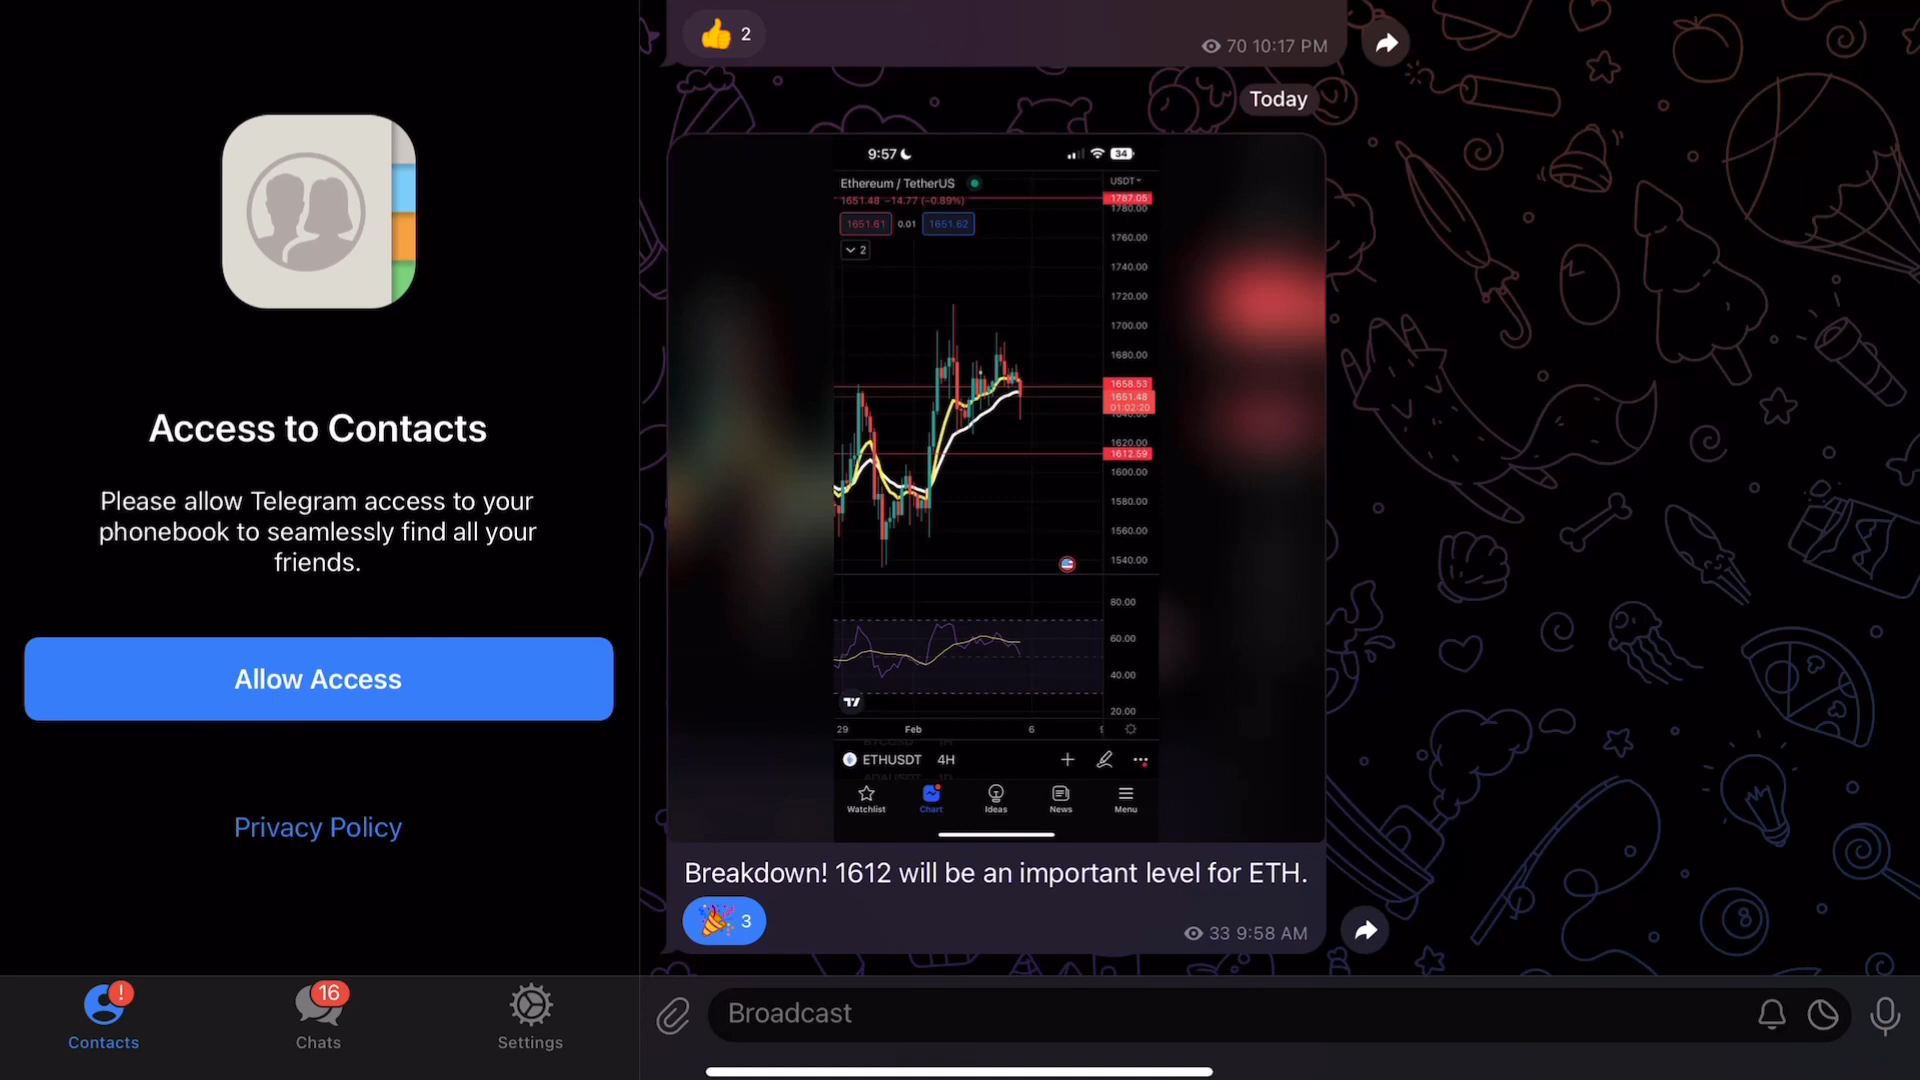 👍 2
70 10:17 PM
Today
9:57
34
Ethereum / TetherUS
USDT
1651.48 −14.77 (−0.89%)
1787.05
1780.00
1651.61 0.01 1651.62
2
1760.00
1740.00
1720.00
1700.00
1680.00
1658.53
1651.48
01:02:20
1620.00
1612.59
1600.00
1580.00
1560.00
1540.00
80.00
60.00
40.00
20.00
29 Feb 6
ETHUSDT 4H
Watchlist Chart Ideas News Menu
Breakdown! 1612 will be an important level for ETH.
🎉 3
33 9:58 AM
Access to Contacts
Please allow Telegram access to your
phonebook to seamlessly find all your
friends.
Allow Access
Privacy Policy
!
16
Contacts Chats Settings
Broadcast